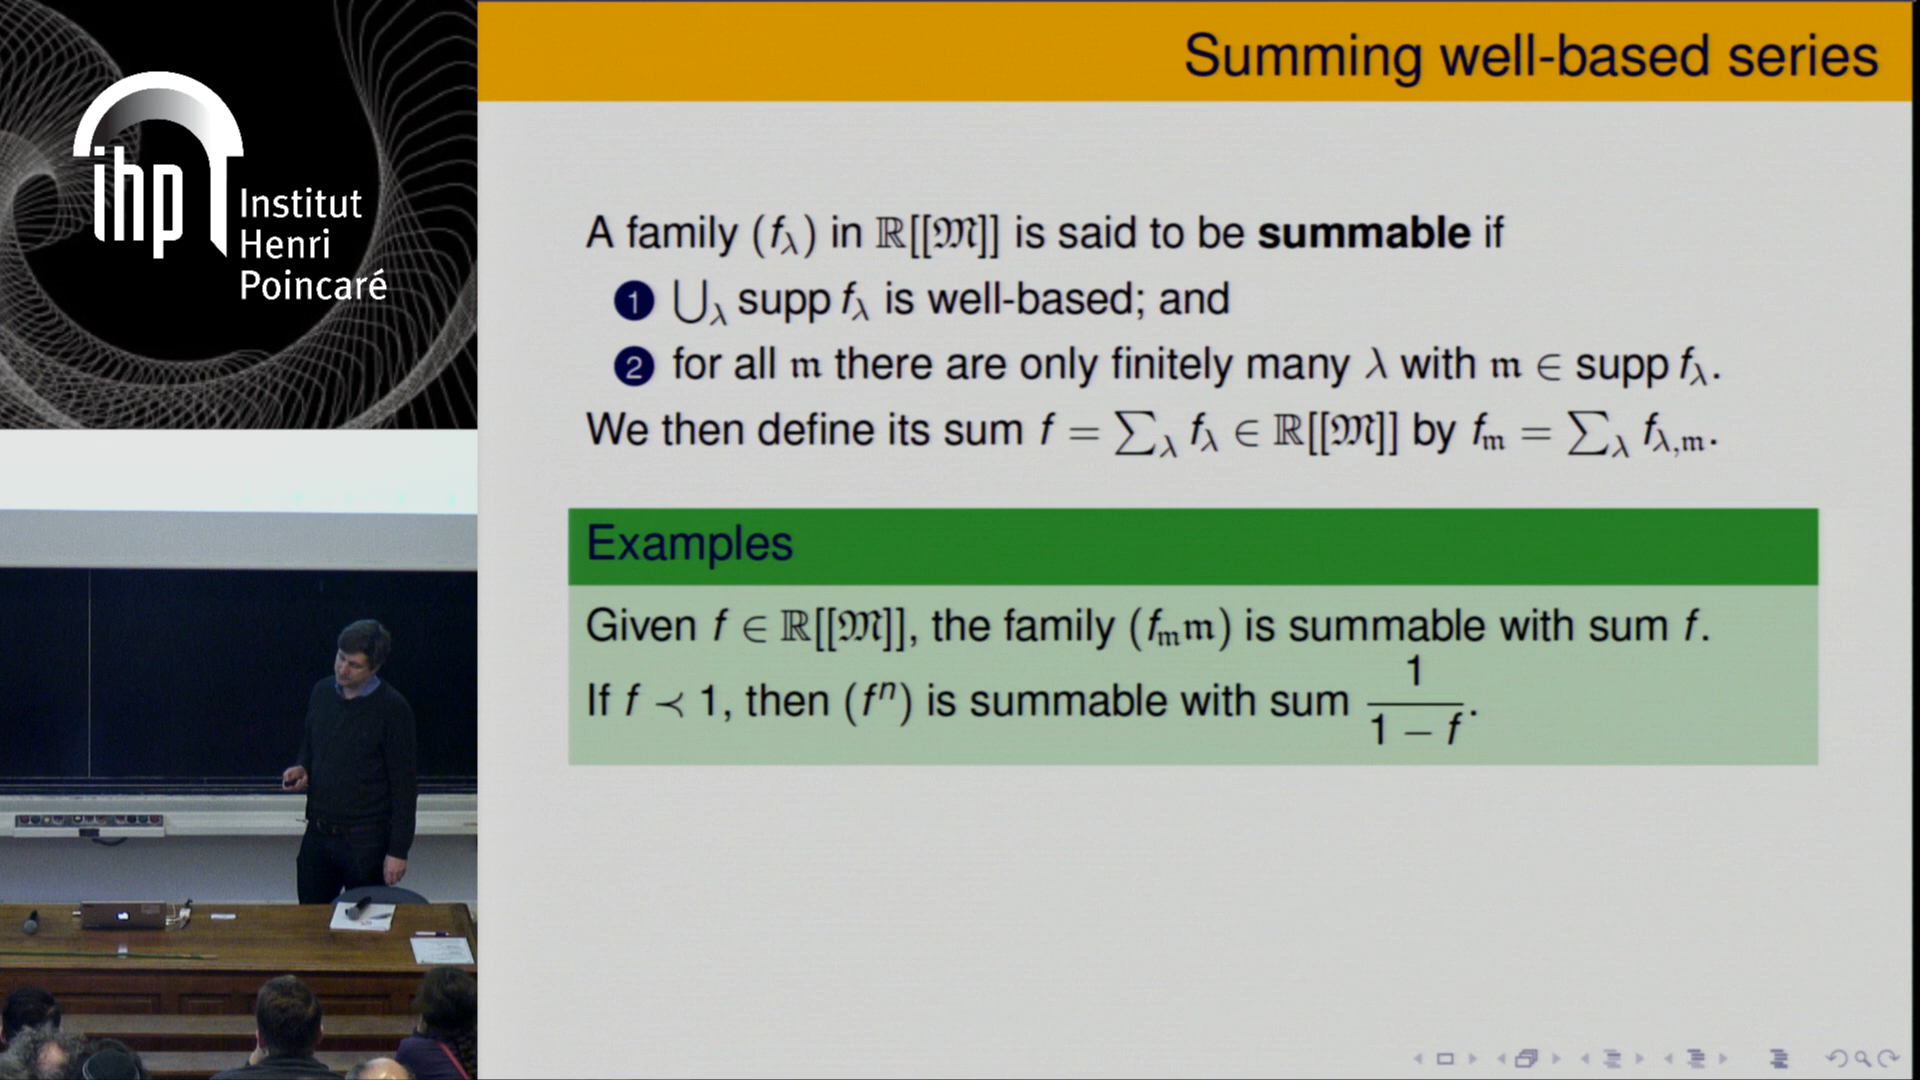 ihp
Institut
Henri
Poincaré
Summing well-based series
A family (f_λ) in ℝ[[𝔐]] is said to be summable if
1 ⋃_λ supp f_λ is well-based; and
2 for all 𝔪 there are only finitely many λ with 𝔪 ∈ supp f_λ.
We then define its sum f = ∑_λ f_λ ∈ ℝ[[𝔐]] by f_𝔪 = ∑_λ f_{λ,𝔪}.
Examples
Given f ∈ ℝ[[𝔐]], the family (f_𝔪 𝔪) is summable with sum f.
If f ≺ 1, then (f^n) is summable with sum 1/(1 − f).